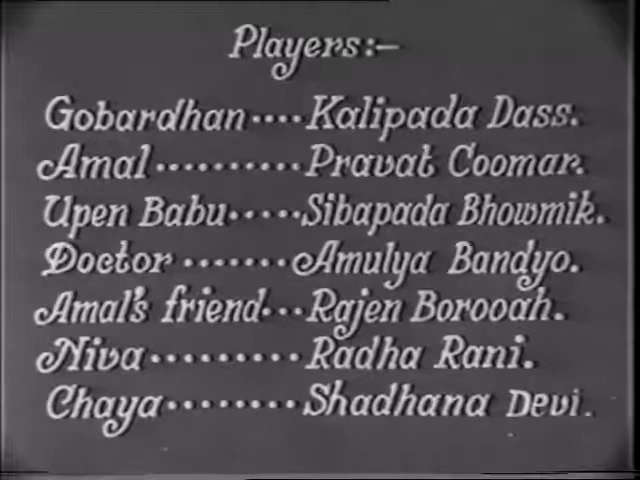 Players:—
Gobardhan....Kalipada Dass.
Amal..........Pravat Coomar.
Upen Babu.....Sibapada Bhowmik.
Doctor.......Amulya Bandyo.
Amal's friend...Rajen Borooah.
Niva.........Radha Rani.
Chaya........Shadhana Devi.